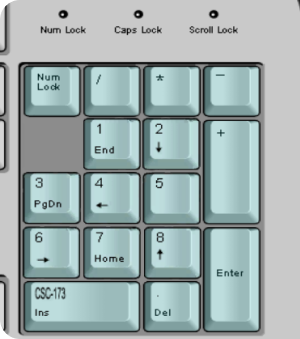 Num Lock Caps Lock Scroll Lock
Num
Lock
/ * −
1 2 +
End ↓
3 4 5
PgDn ←
6 7 8
→ Home ↑
Enter
CSC-173 .
Ins Del